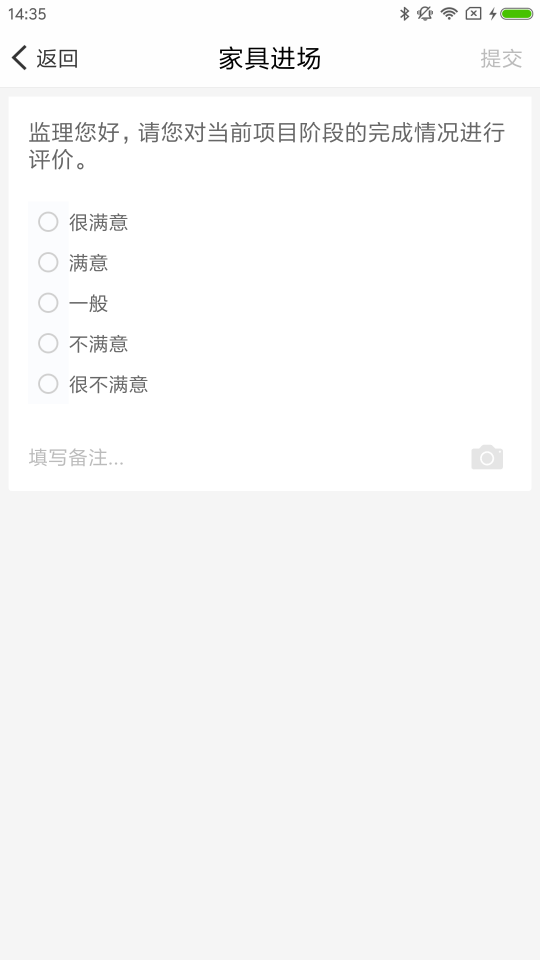 14:35
返回
家具进场
提交
监理您好，请您对当前项目阶段的完成情况进行
评价。
很满意
满意
一般
不满意
很不满意
填写备注...